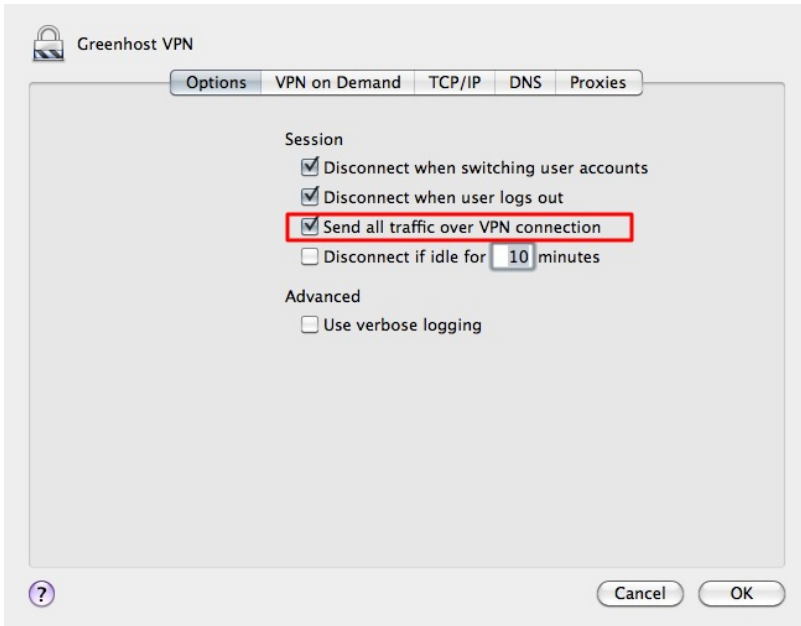 Greenhost VPN
Options VPN on Demand TCP/IP DNS Proxies
Session
Disconnect when switching user accounts
Disconnect when user logs out
Send all traffic over VPN connection
Disconnect if idle for 10 minutes
Advanced
Use verbose logging
? Cancel OK